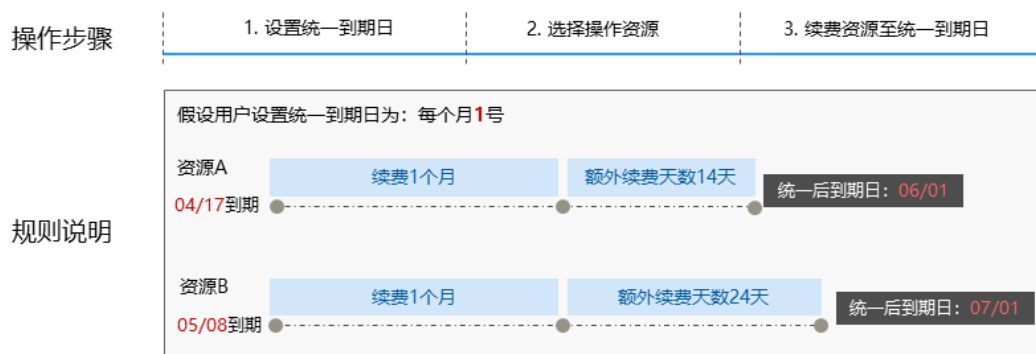 操作步骤
1. 设置统一到期日
2. 选择操作资源
3. 续费资源至统一到期日
规则说明
假设用户设置统一到期日为：每个月1号
资源A
04/17到期
续费1个月
额外续费天数14天
统一后到期日：06/01
资源B
05/08到期
续费1个月
额外续费天数24天
统一后到期日：07/01